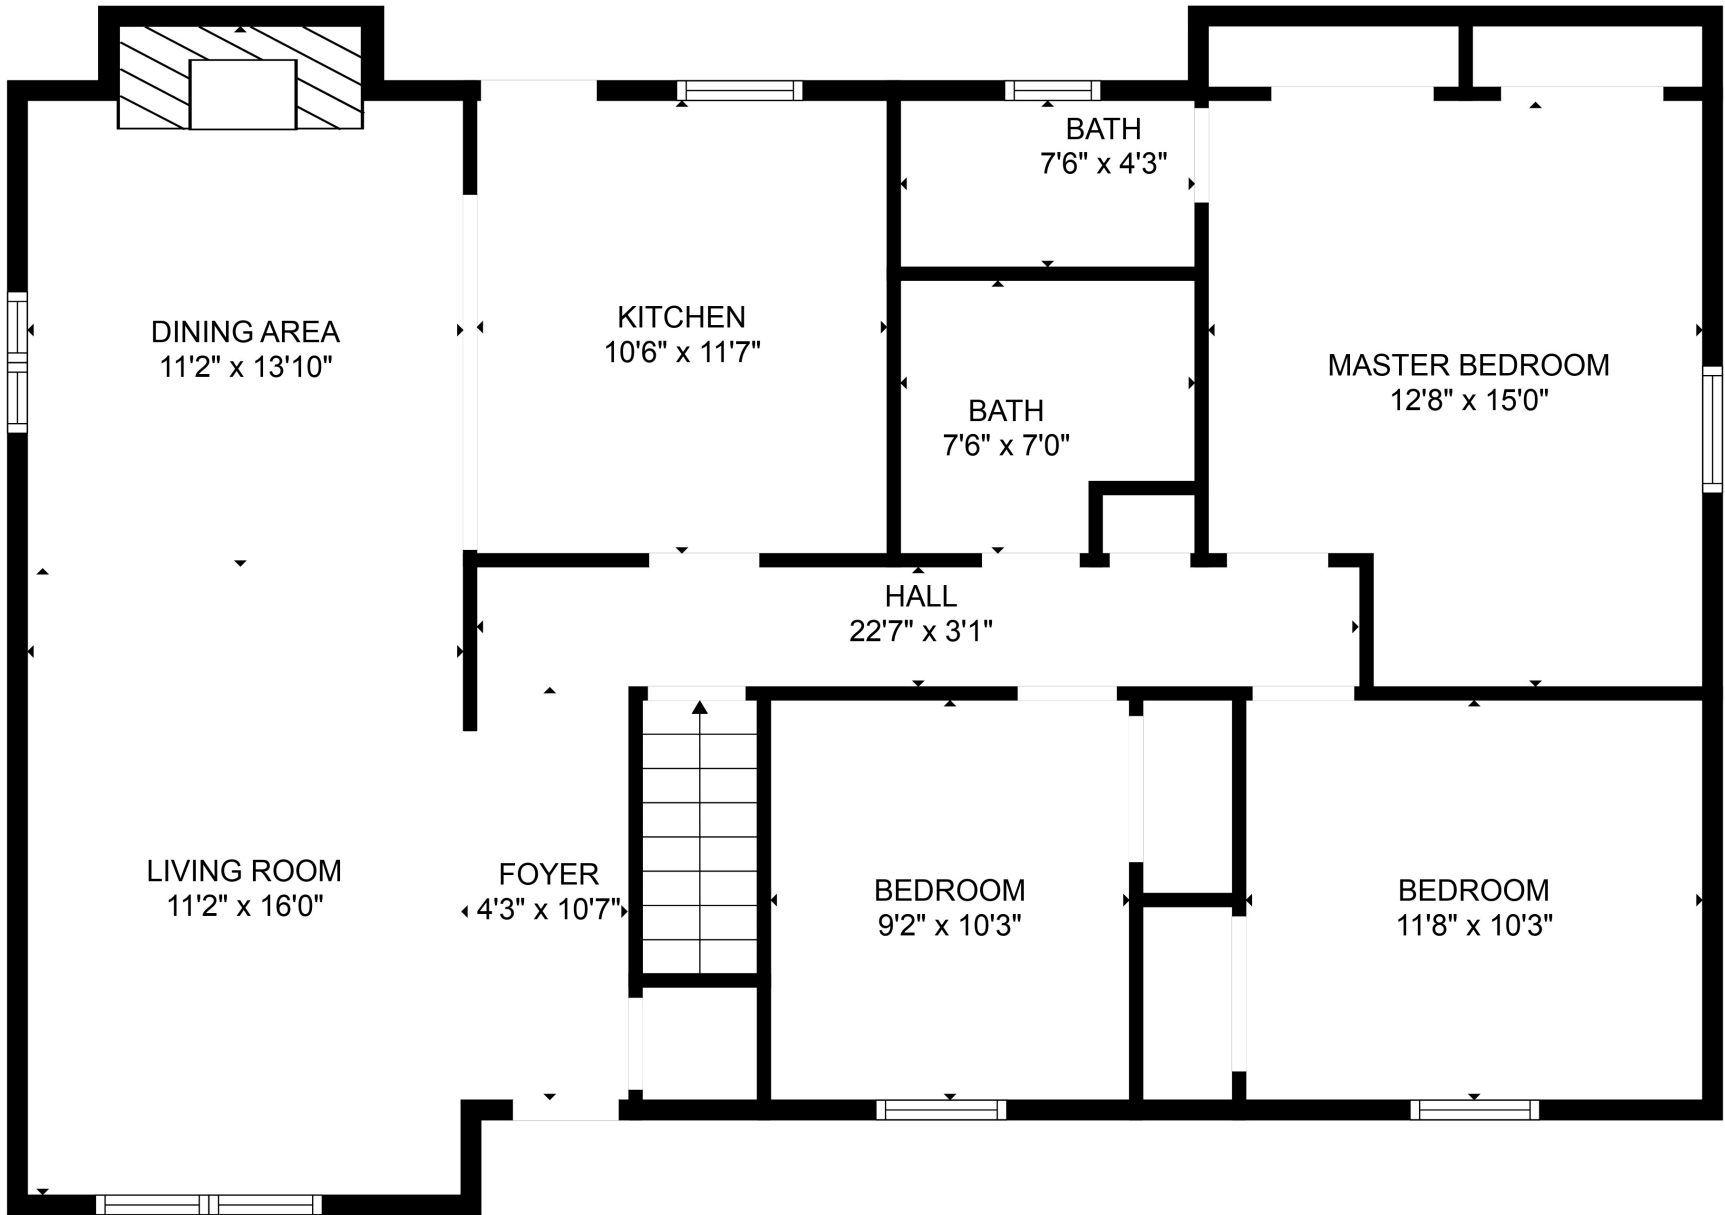 BATH
7'6" x 4'3"
DINING AREA
11'2" x 13'10"
KITCHEN
10'6" x 11'7"
MASTER BEDROOM
12'8" x 15'0"
BATH
7'6" x 7'0"
HALL
22'7" x 3'1"
LIVING ROOM
11'2" x 16'0"
FOYER
4'3" x 10'7"
BEDROOM
9'2" x 10'3"
BEDROOM
11'8" x 10'3"